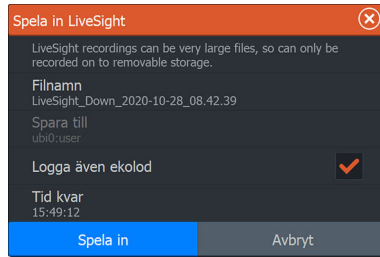 Spela in LiveSight
LiveSight recordings can be very large files, so can only be
recorded on to removable storage.
Filnamn
LiveSight_Down_2020-10-28_08.42.39
Spara till
ubi0:user
Logga även ekolod
Tid kvar
15:49:12
Spela in
Avbryt